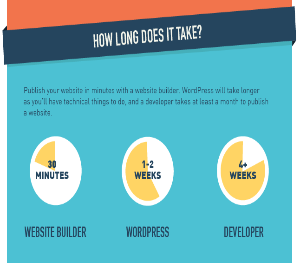 HOW LONG DOES IT TAKE?
Publish your website in minutes with a website builder. WordPress will take longer
as you'll have technical things to do, and a developer takes at least a month to publish
a website.
30
MINUTES
1-2
WEEKS
4+
WEEKS
WEBSITE BUILDER
WORDPRESS
DEVELOPER